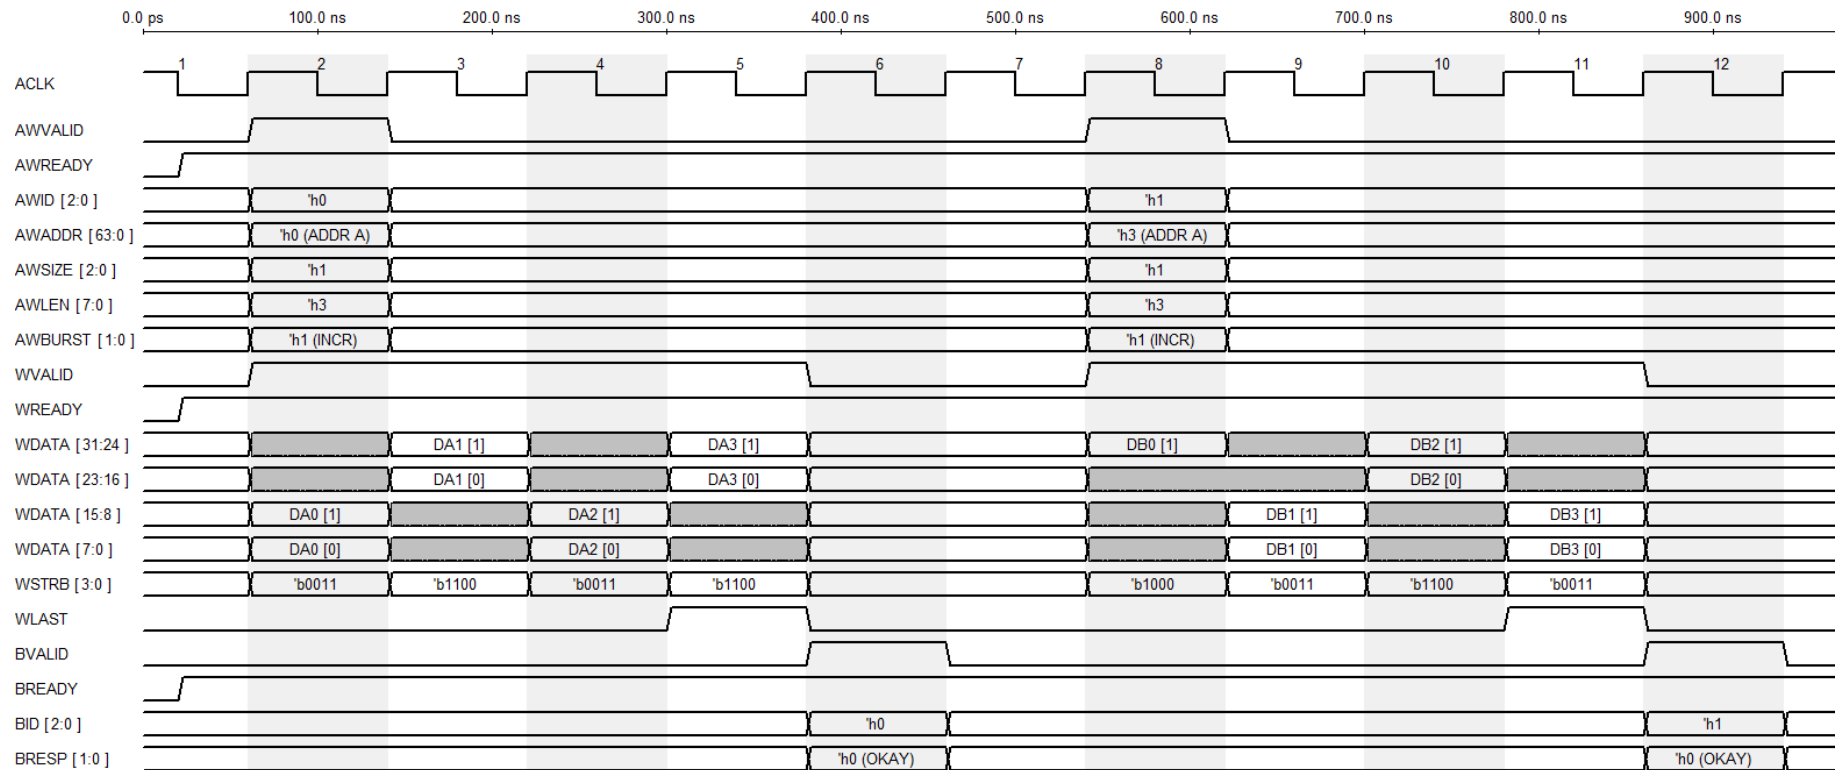 0.0 ps 100.0 ns 200.0 ns 300.0 ns 400.0 ns 500.0 ns 600.0 ns 700.0 ns 800.0 ns 900.0 ns
1 2 3 4 5 6 7 8 9 10 11 12
ACLK
AWVALID
AWREADY
AWID [2:0 ] 'h0 'h1
AWADDR [63:0 ] 'h0 (ADDR A) 'h3 (ADDR A)
AWSIZE [2:0 ] 'h1 'h1
AWLEN [7:0 ] 'h3 'h3
AWBURST [1:0 ] 'h1 (INCR) 'h1 (INCR)
WVALID
WREADY
WDATA [31:24 ] DA1 [1] DA3 [1] DB0 [1] DB2 [1]
WDATA [23:16 ] DA1 [0] DA3 [0] DB2 [0]
WDATA [15:8 ] DA0 [1] DA2 [1] DB1 [1] DB3 [1]
WDATA [7:0 ] DA0 [0] DA2 [0] DB1 [0] DB3 [0]
WSTRB [3:0 ] 'b0011 'b1100 'b0011 'b1100 'b1000 'b0011 'b1100 'b0011
WLAST
BVALID
BREADY
BID [2:0 ] 'h0 'h1
BRESP [1:0 ] 'h0 (OKAY) 'h0 (OKAY)